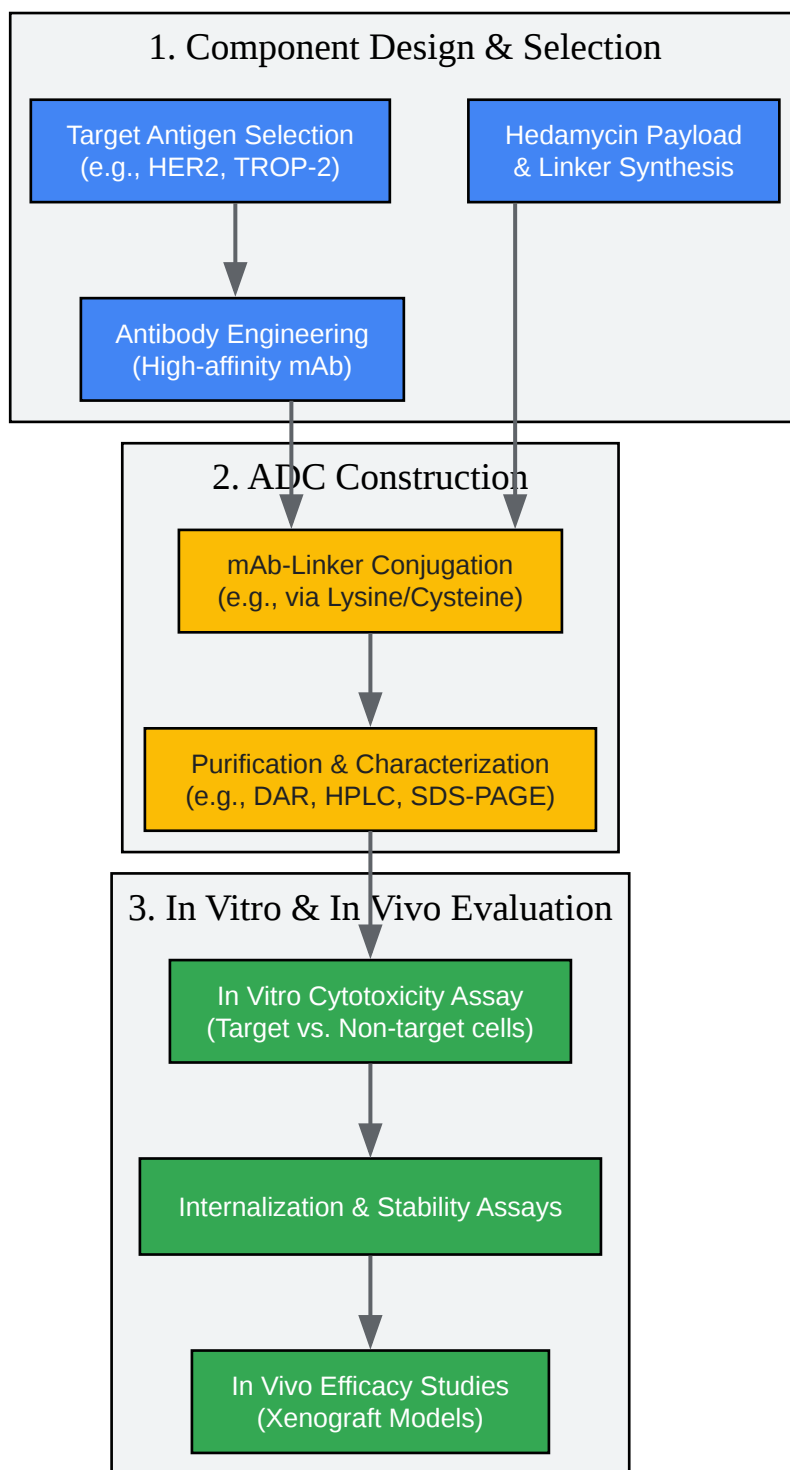 1. Component Design & Selection
Target Antigen Selection
(e.g., HER2, TROP-2)
Hedamycin Payload
& Linker Synthesis
Antibody Engineering
(High-affinity mAb)
2. ADC Construction
mAb-Linker Conjugation
(e.g., via Lysine/Cysteine)
Purification & Characterization
(e.g., DAR, HPLC, SDS-PAGE)
3. In Vitro & In Vivo Evaluation
In Vitro Cytotoxicity Assay
(Target vs. Non-target cells)
Internalization & Stability Assays
In Vivo Efficacy Studies
(Xenograft Models)